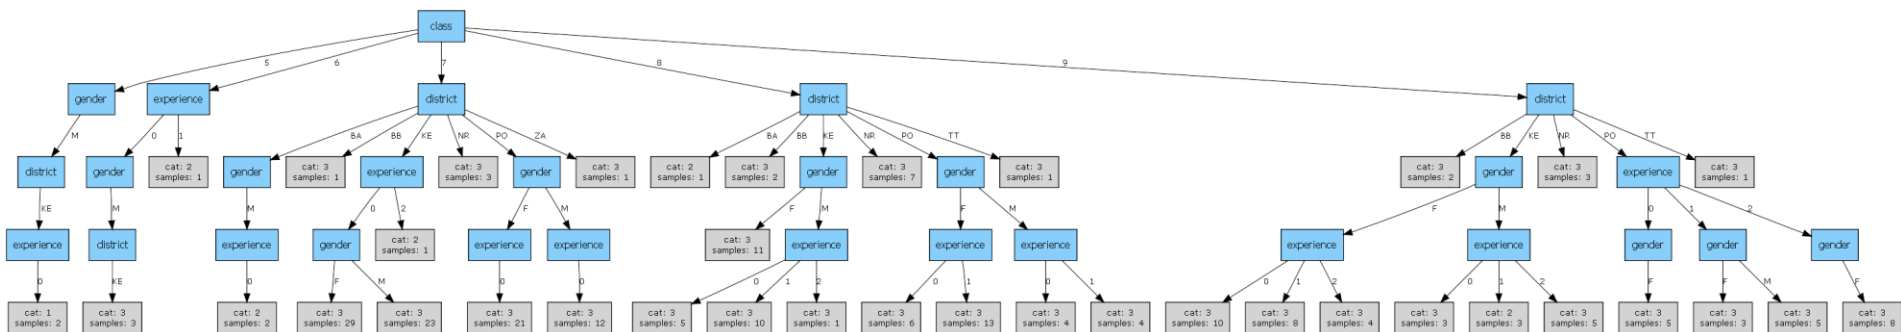 class
5
6
7
8
9
gender
experience
district
district
district
M
0
1
BA
BB
KE
NR
PO
ZA
BA
BB
KE
NR
PO
TT
BB
KE
NR
PO
TT
district
gender
cat: 2
samples: 1
gender
cat: 3
samples: 1
experience
cat: 3
samples: 3
gender
cat: 3
samples: 1
cat: 2
samples: 1
cat: 3
samples: 2
gender
cat: 3
samples: 7
gender
cat: 3
samples: 1
cat: 3
samples: 2
gender
cat: 3
samples: 3
experience
cat: 3
samples: 1
KE
M
M
0
2
F
M
F
M
F
M
F
M
0
1
2
experience
district
experience
gender
cat: 2
samples: 1
experience
experience
cat: 3
samples: 11
experience
experience
experience
experience
experience
gender
gender
gender
0
KE
0
F
M
0
0
0
1
2
0
1
0
1
0
1
2
0
1
2
F
F
M
F
cat: 1
samples: 2
cat: 3
samples: 3
cat: 2
samples: 2
cat: 3
samples: 29
cat: 3
samples: 23
cat: 3
samples: 21
cat: 3
samples: 12
cat: 3
samples: 5
cat: 3
samples: 10
cat: 3
samples: 1
cat: 3
samples: 6
cat: 3
samples: 13
cat: 3
samples: 4
cat: 3
samples: 4
cat: 3
samples: 10
cat: 3
samples: 8
cat: 3
samples: 4
cat: 3
samples: 3
cat: 2
samples: 3
cat: 3
samples: 5
cat: 3
samples: 5
cat: 3
samples: 3
cat: 3
samples: 5
cat: 3
samples: